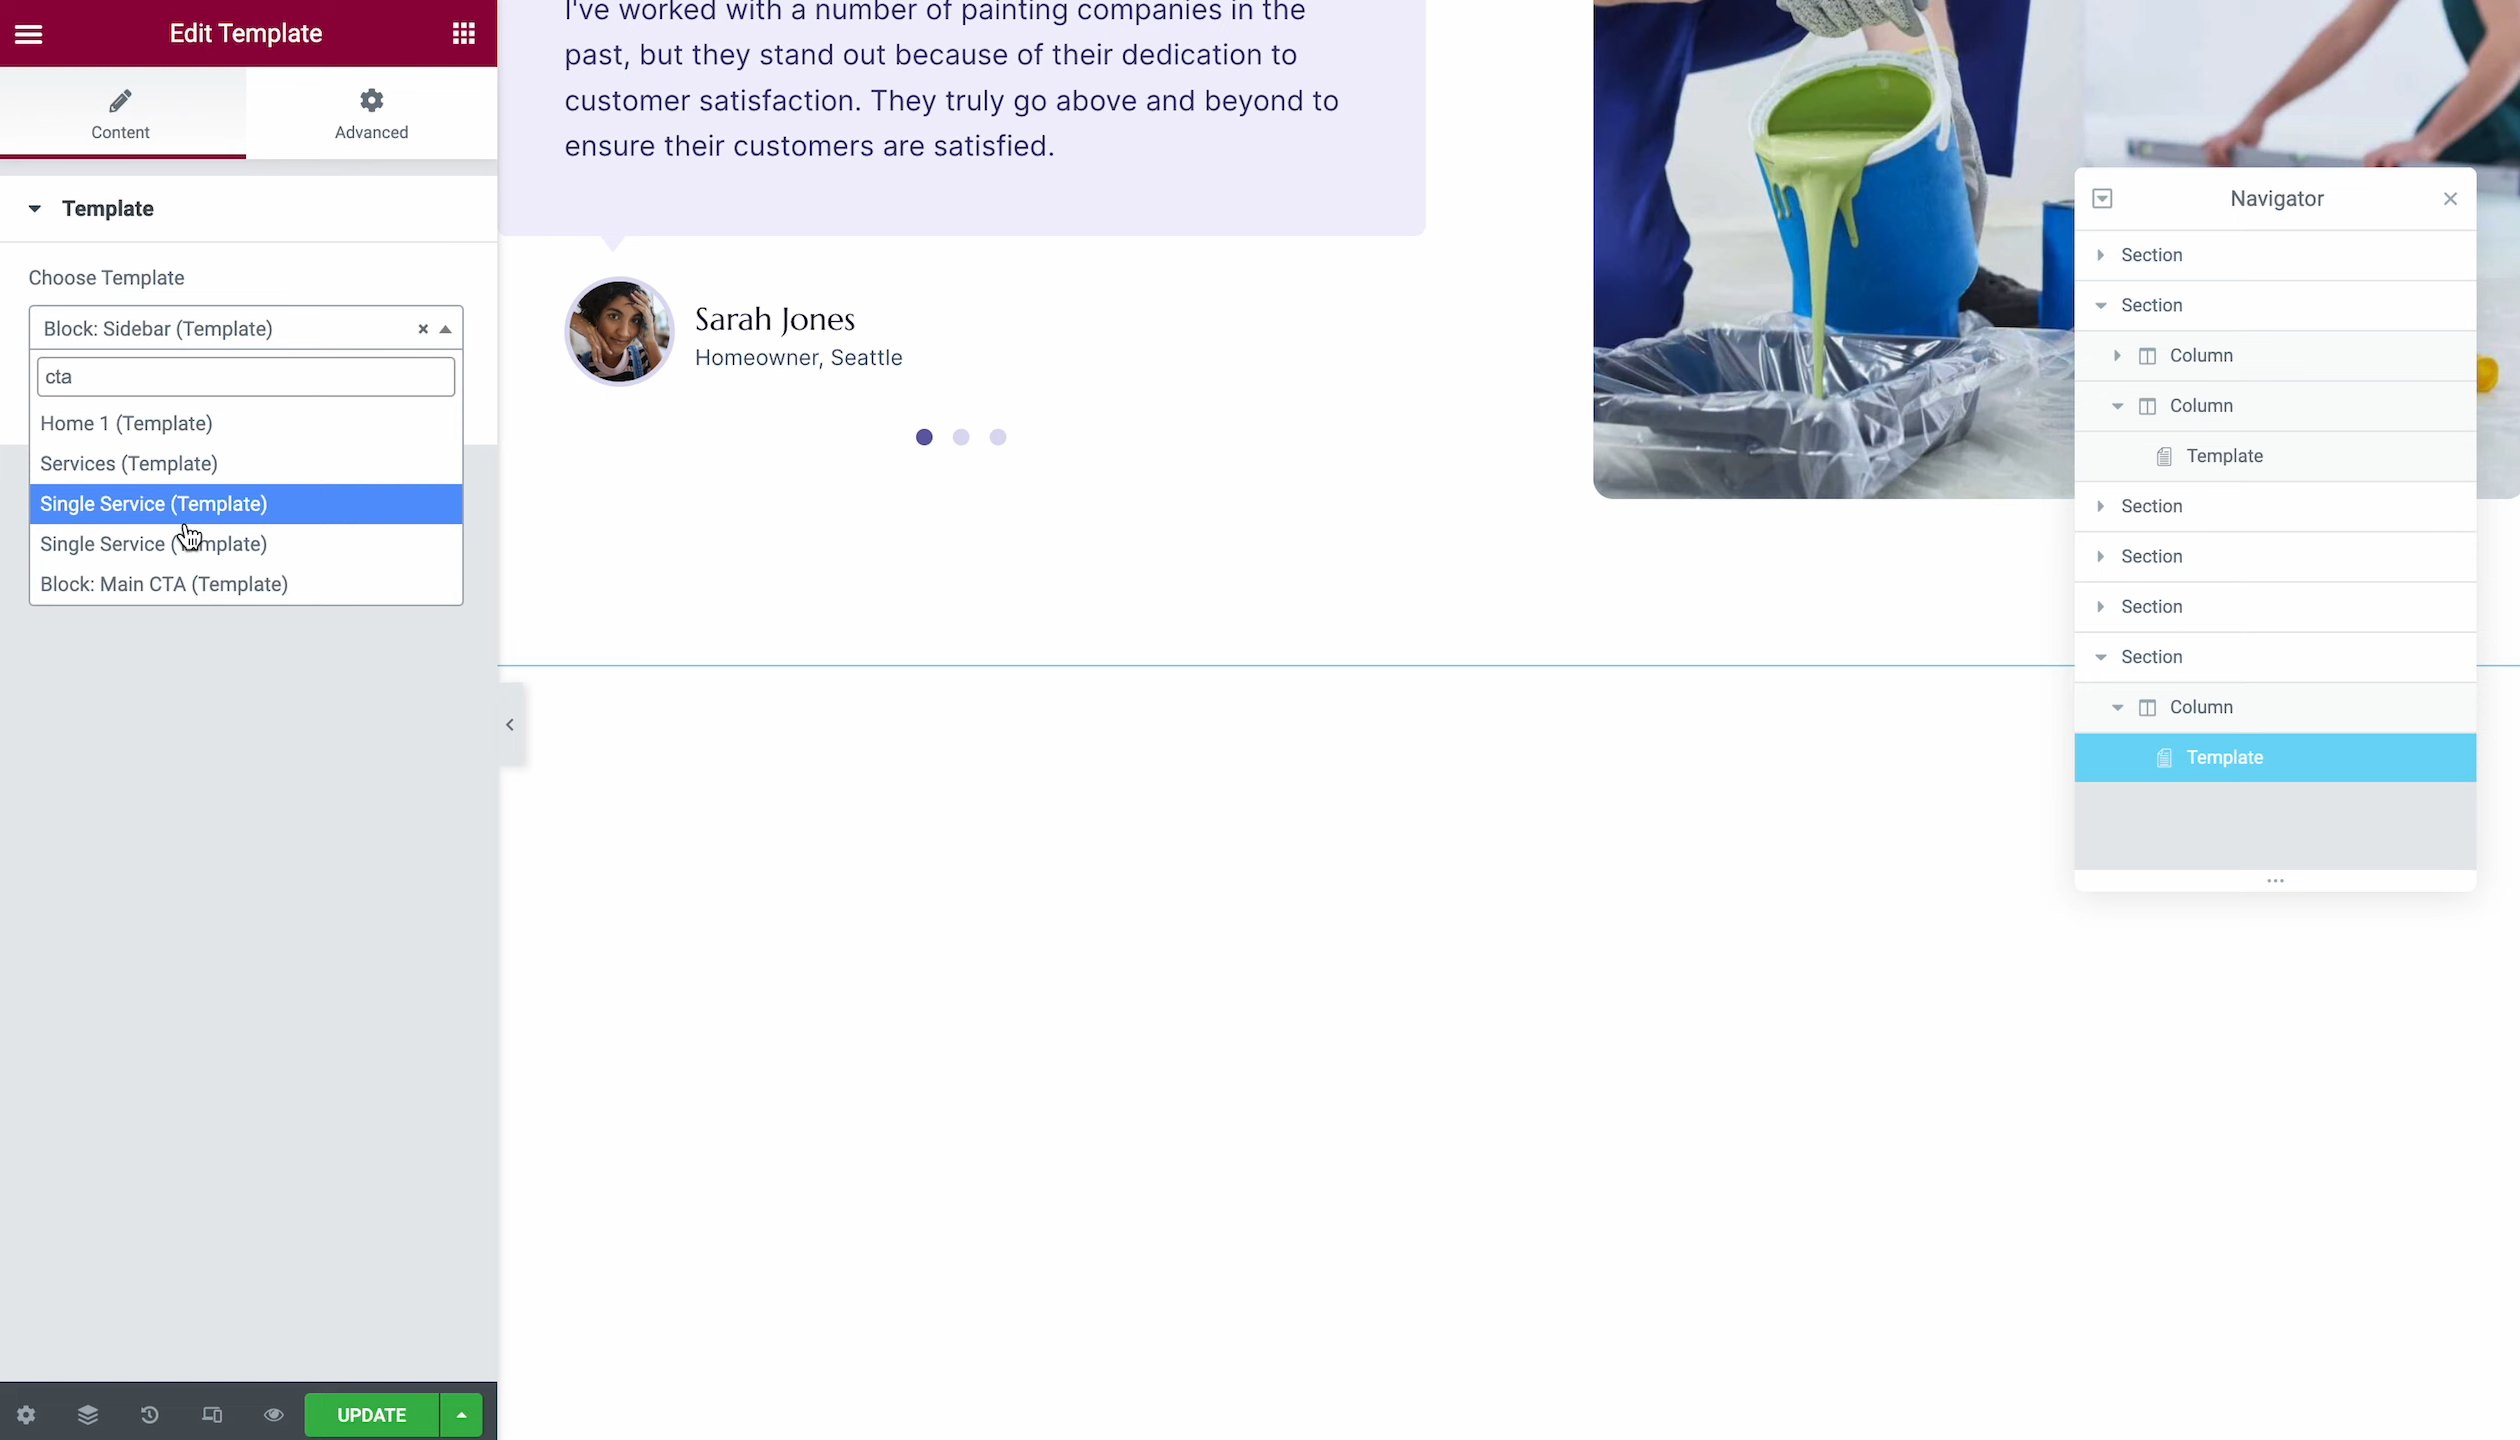 Edit Template
Content
Advanced
Template
Choose Template
Block: Sidebar (Template)
cta
Home 1 (Template)
Services (Template)
Single Service (Template)
Single Service (Template)
Block: Main CTA (Template)
UPDATE
I've worked with a number of painting companies in the
past, but they stand out because of their dedication to
customer satisfaction. They truly go above and beyond to
ensure their customers are satisfied.
Sarah Jones
Homeowner, Seattle
Navigator
Section
Section
Column
Column
Template
Section
Section
Section
Section
Column
Template